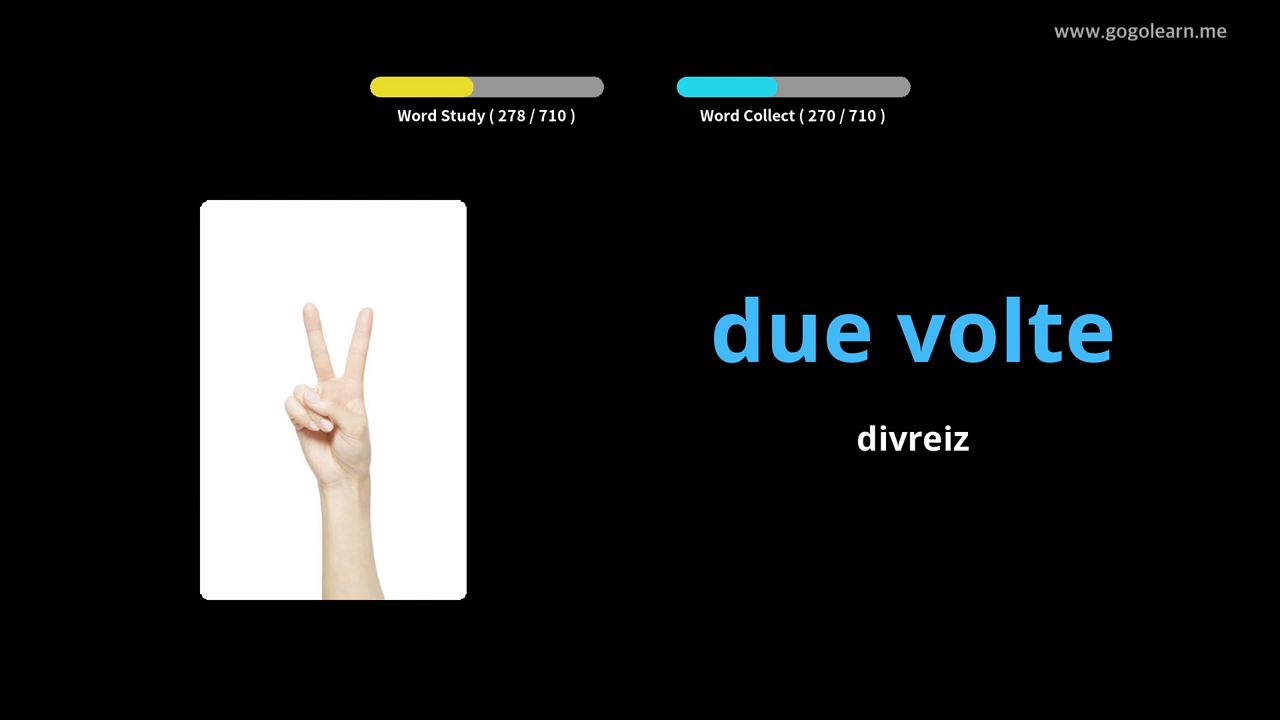 www.gogolearn.me
Word Study ( 278 / 710 )
Word Collect ( 270 / 710 )
due volte
divreiz